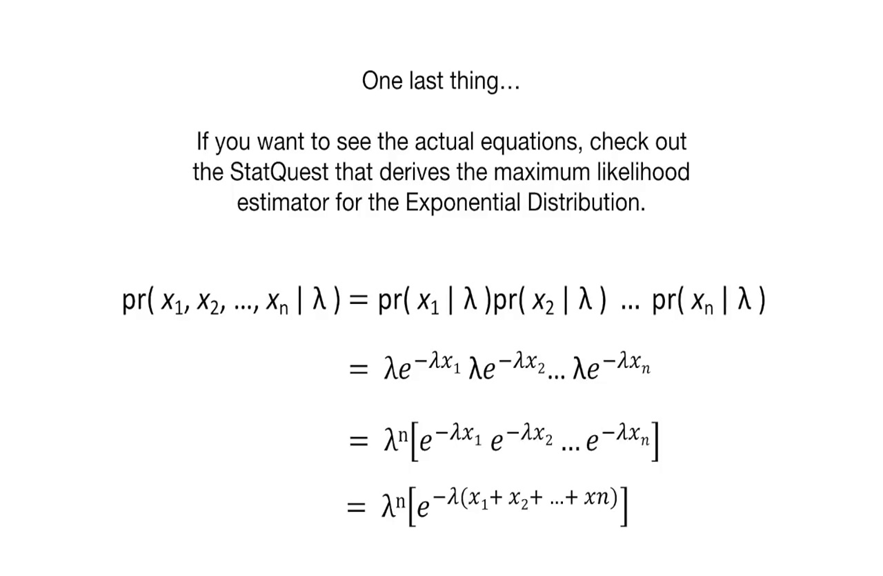 One last thing…
If you want to see the actual equations, check out
the StatQuest that derives the maximum likelihood
estimator for the Exponential Distribution.
pr( x₁, x₂, ..., xₙ | λ ) = pr( x₁ | λ )pr( x₂ | λ ) ... pr( xₙ | λ )
= λe^{−λx₁} λe^{−λx₂}... λe^{−λxₙ}
= λⁿ[e^{−λx₁} e^{−λx₂} ... e^{−λxₙ}]
= λⁿ[e^{−λ(x₁+ x₂+ ...+ xn)}]